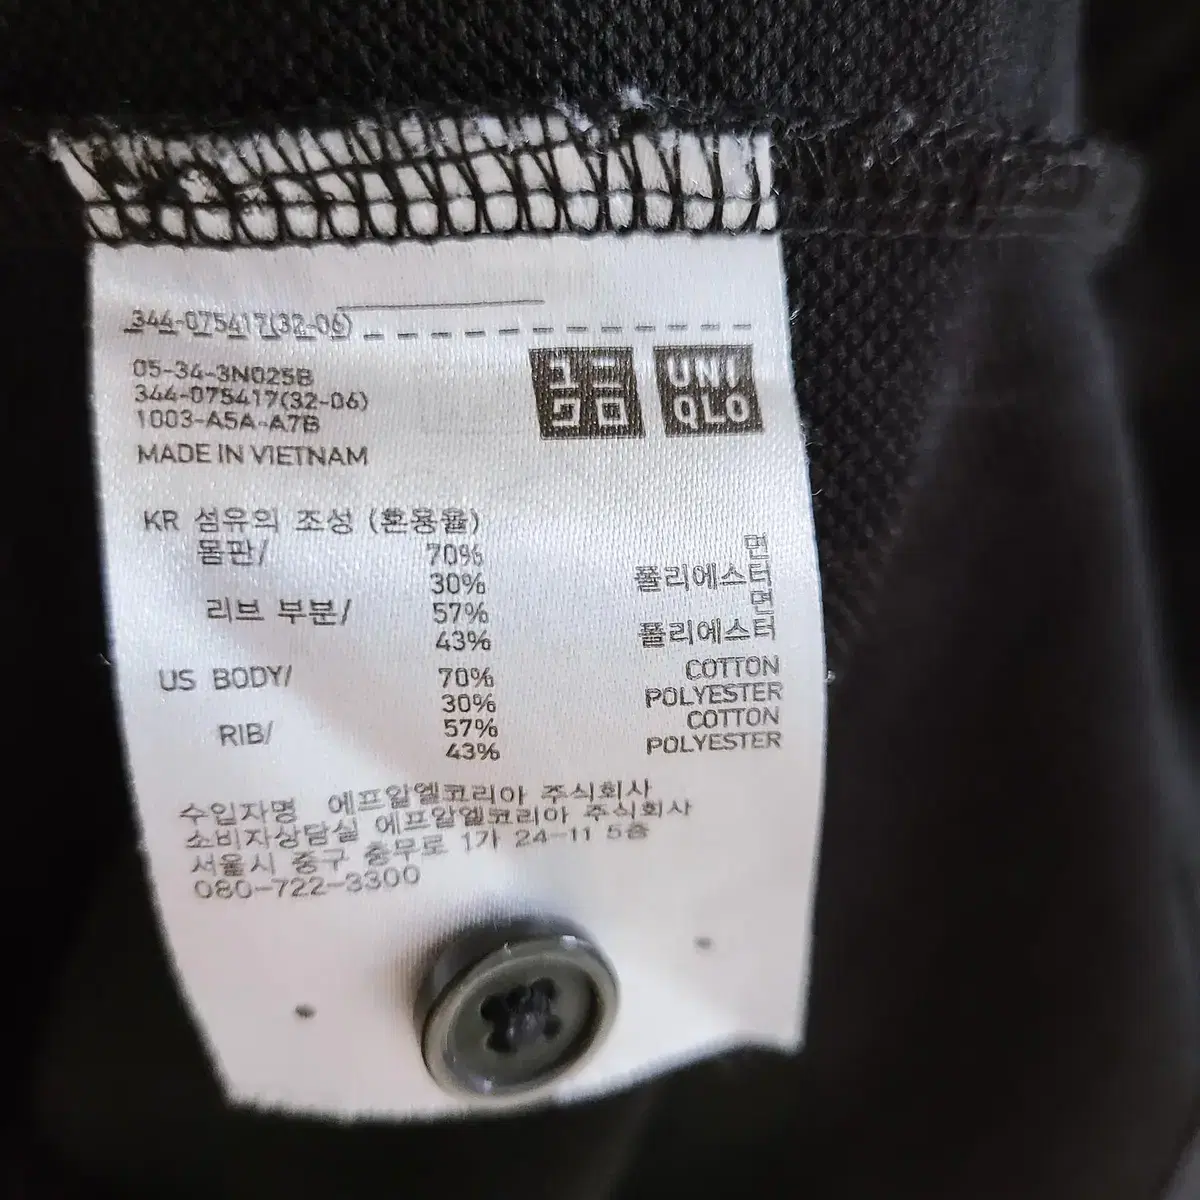 344-075417(32-06)
05-34-3N025B
344-075417(32-06)
1003-A5A-A7B
MADE IN VIETNAM
ユニ
クロ
UNI
QLO
KR 섬유의 조성 (혼용율)
몸판/ 70% 면
30% 폴리에스터
리브 부분/ 57% 면
43% 폴리에스터
US BODY/ 70% COTTON
30% POLYESTER
RIB/ 57% COTTON
43% POLYESTER
수입자명 에프알엘코리아 주식회사
소비자상담실 에프알엘코리아 주식회사
서울시 중구 충무로 1가 24-11 5층
080-722-3300